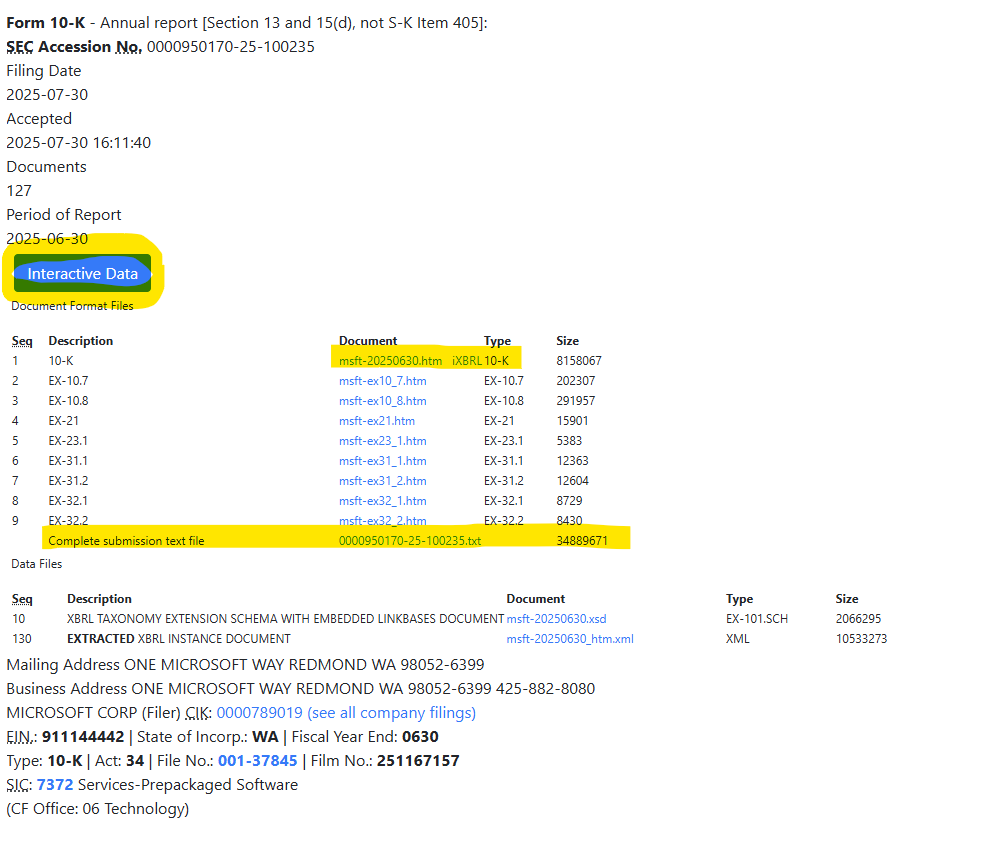 Form 10-K - Annual report [Section 13 and 15(d), not S-K Item 405]:
SEC Accession No. 0000950170-25-100235
Filing Date
2025-07-30
Accepted
2025-07-30 16:11:40
Documents
127
Period of Report
2025-06-30
Interactive Data
Document Format Files
Seq Description Document Type Size
1 10-K msft-20250630.htm iXBRL 10-K 8158067
2 EX-10.7 msft-ex10_7.htm EX-10.7 202307
3 EX-10.8 msft-ex10_8.htm EX-10.8 291957
4 EX-21 msft-ex21.htm EX-21 15901
5 EX-23.1 msft-ex23_1.htm EX-23.1 5383
6 EX-31.1 msft-ex31_1.htm EX-31.1 12363
7 EX-31.2 msft-ex31_2.htm EX-31.2 12604
8 EX-32.1 msft-ex32_1.htm EX-32.1 8729
9 EX-32.2 msft-ex32_2.htm EX-32.2 8430
Complete submission text file 0000950170-25-100235.txt 34889671
Data Files
Seq Description Document Type Size
10 XBRL TAXONOMY EXTENSION SCHEMA WITH EMBEDDED LINKBASES DOCUMENT msft-20250630.xsd EX-101.SCH 2066295
130 EXTRACTED XBRL INSTANCE DOCUMENT msft-20250630_htm.xml XML 10533273
Mailing Address ONE MICROSOFT WAY REDMOND WA 98052-6399
Business Address ONE MICROSOFT WAY REDMOND WA 98052-6399 425-882-8080
MICROSOFT CORP (Filer) CIK: 0000789019 (see all company filings)
EIN.: 911144442 | State of Incorp.: WA | Fiscal Year End: 0630
Type: 10-K | Act: 34 | File No.: 001-37845 | Film No.: 251167157
SIC: 7372 Services-Prepackaged Software
(CF Office: 06 Technology)